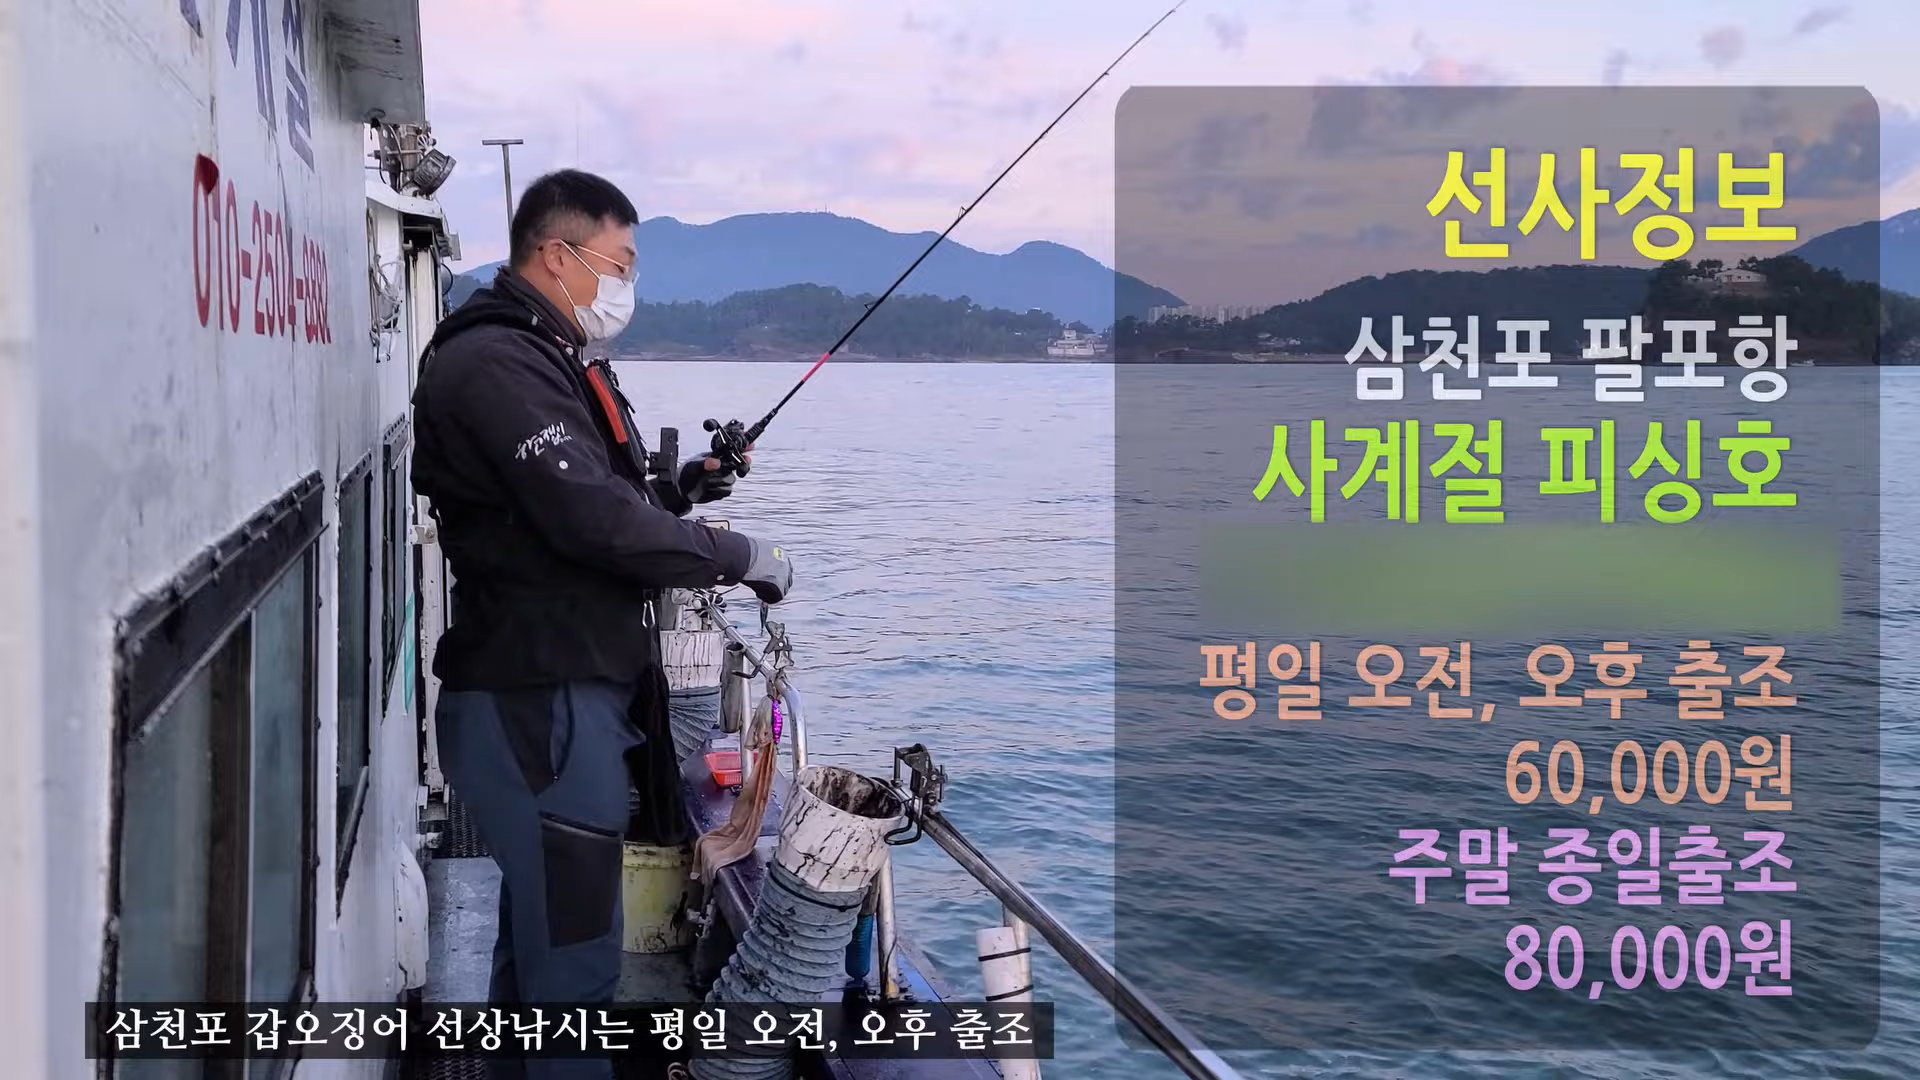 계절
선사정보
삼천포 팔포항
사계절 피싱호
평일 오전, 오후 출조
60,000원
주말 종일출조
80,000원
삼천포 갑오징어 선상낚시는 평일 오전, 오후 출조